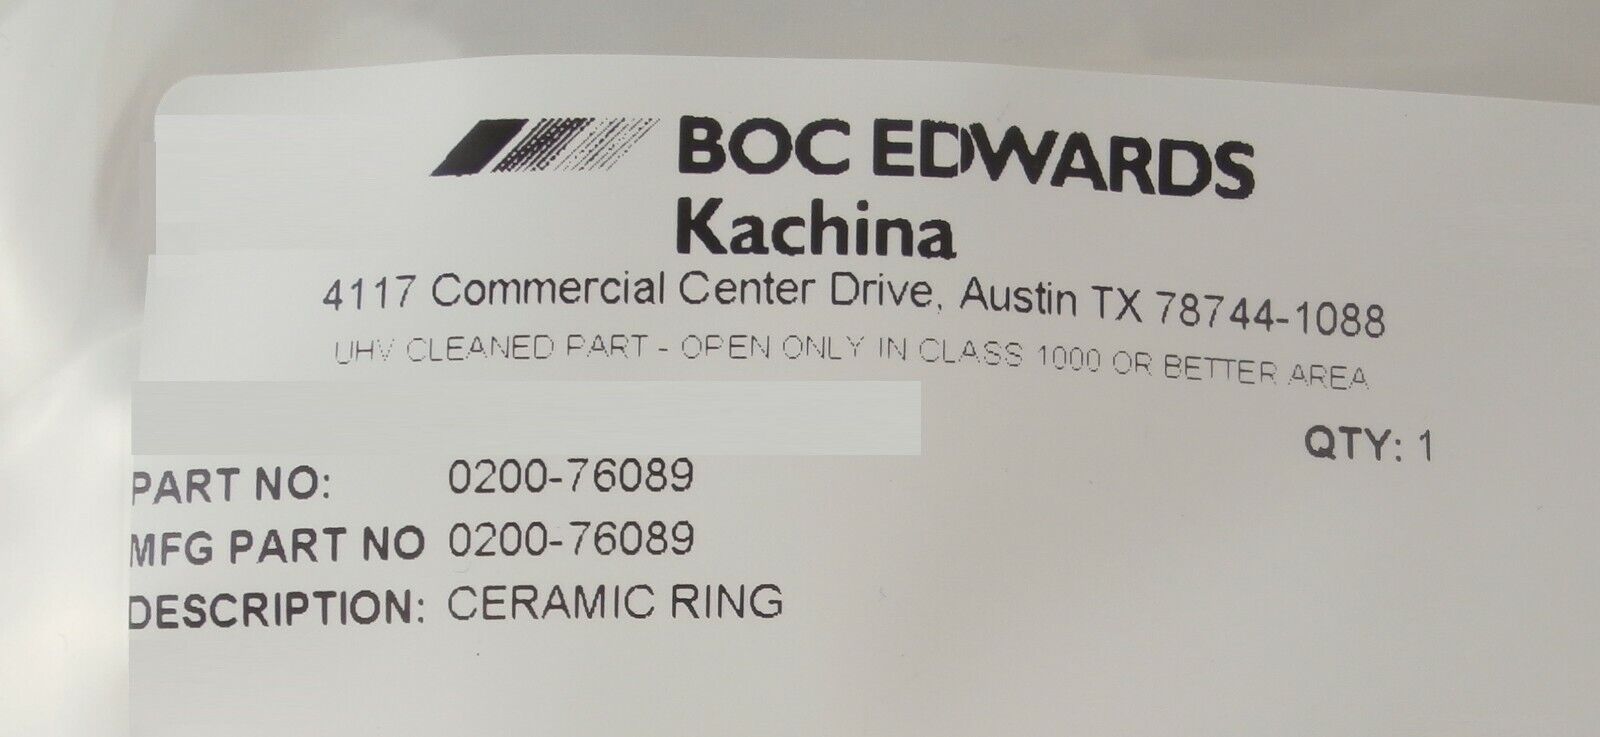 BOC EDWARDS
Kachina
4117 Commercial Center Drive, Austin TX 78744-1088
UHV CLEANED PART - OPEN ONLY IN CLASS 1000 OR BETTER AREA
QTY: 1
PART NO: 0200-76089
MFG PART NO 0200-76089
DESCRIPTION: CERAMIC RING